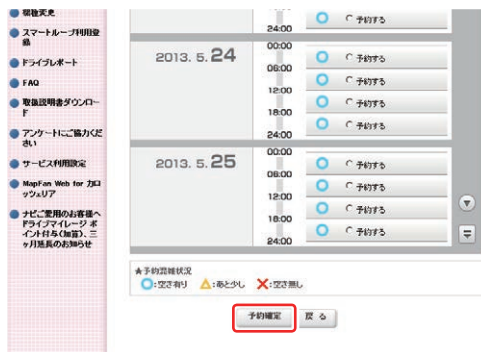 機種変更
スマートループ利用登
録
ドライブレポート
FAQ
取扱説明書ダウンロー
ド
アンケートにご協力くだ
さい
サービス利用設定
MapFan Web for カロ
ッツェリア
ナビご愛用のお客様へ
ドライブマイレージ ポ
イント付与(加算)、三
ヶ月延長のお知らせ
予約する
24:00
2013. 5. 24
00:00
予約する
06:00
予約する
12:00
予約する
18:00
予約する
24:00
2013. 5. 25
00:00
予約する
06:00
予約する
12:00
予約する
18:00
予約する
24:00
★予約混雑状況
○:空き有り △:あと少し ×:空き無し
予約確定 戻 る